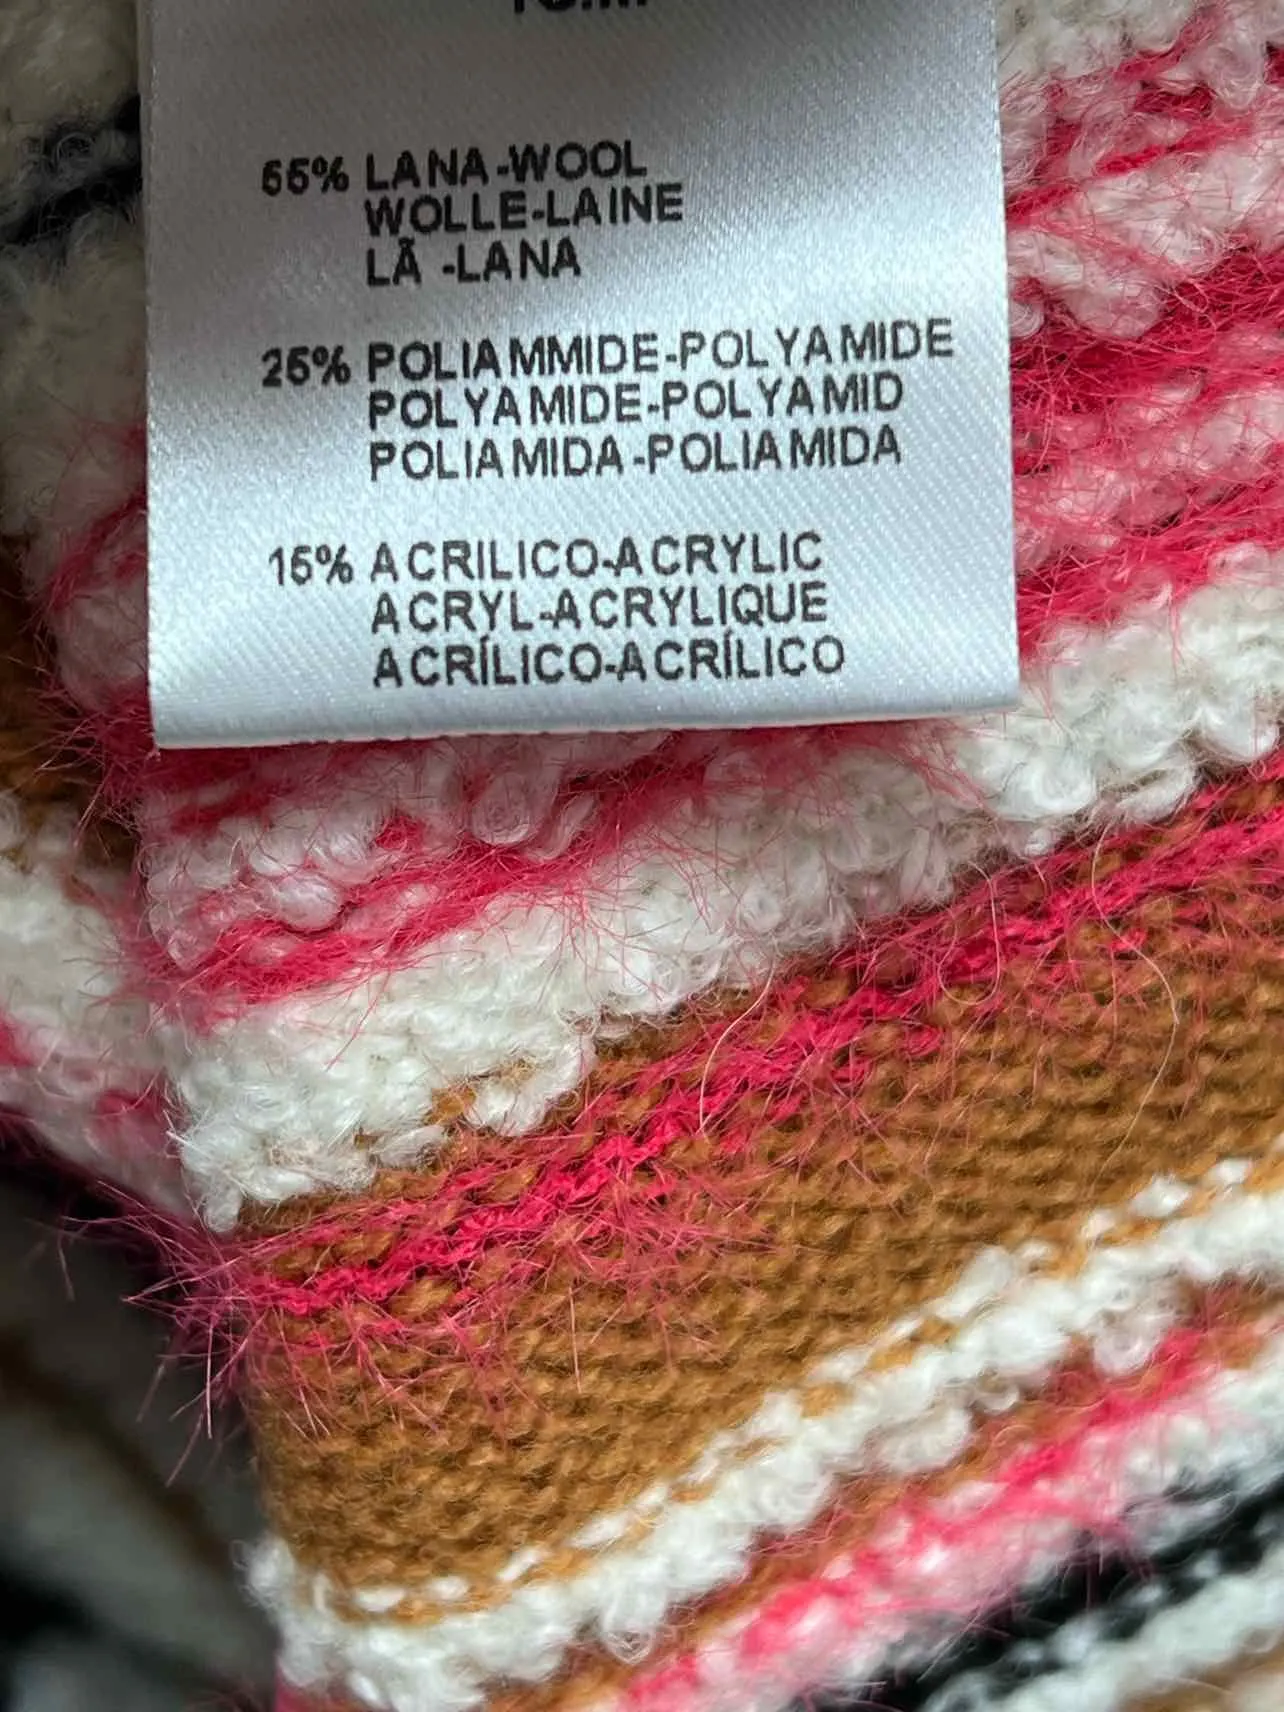 55% LANA-WOOL
WOLLE-LAINE
LÃ -LANA
25% POLIAMMIDE-POLYAMIDE
POLYAMIDE-POLYAMID
POLIAMIDA-POLIAMIDA
15% ACRILICO-ACRYLIC
ACRYL-ACRYLIQUE
ACRÍLICO-ACRÍLICO